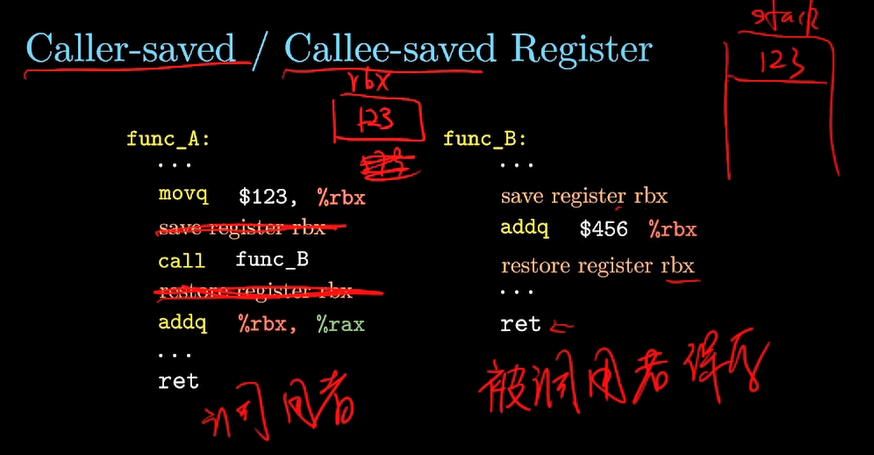 Caller-saved / Callee-saved Register
stack
123
rbx
123
func_A:
...
movq $123, %rbx
save register rbx
call func_B
restore register rbx
addq %rbx, %rax
...
ret
调用者
func_B:
...
save register rbx
addq $456 %rbx
restore register rbx
...
ret
被调用者保存